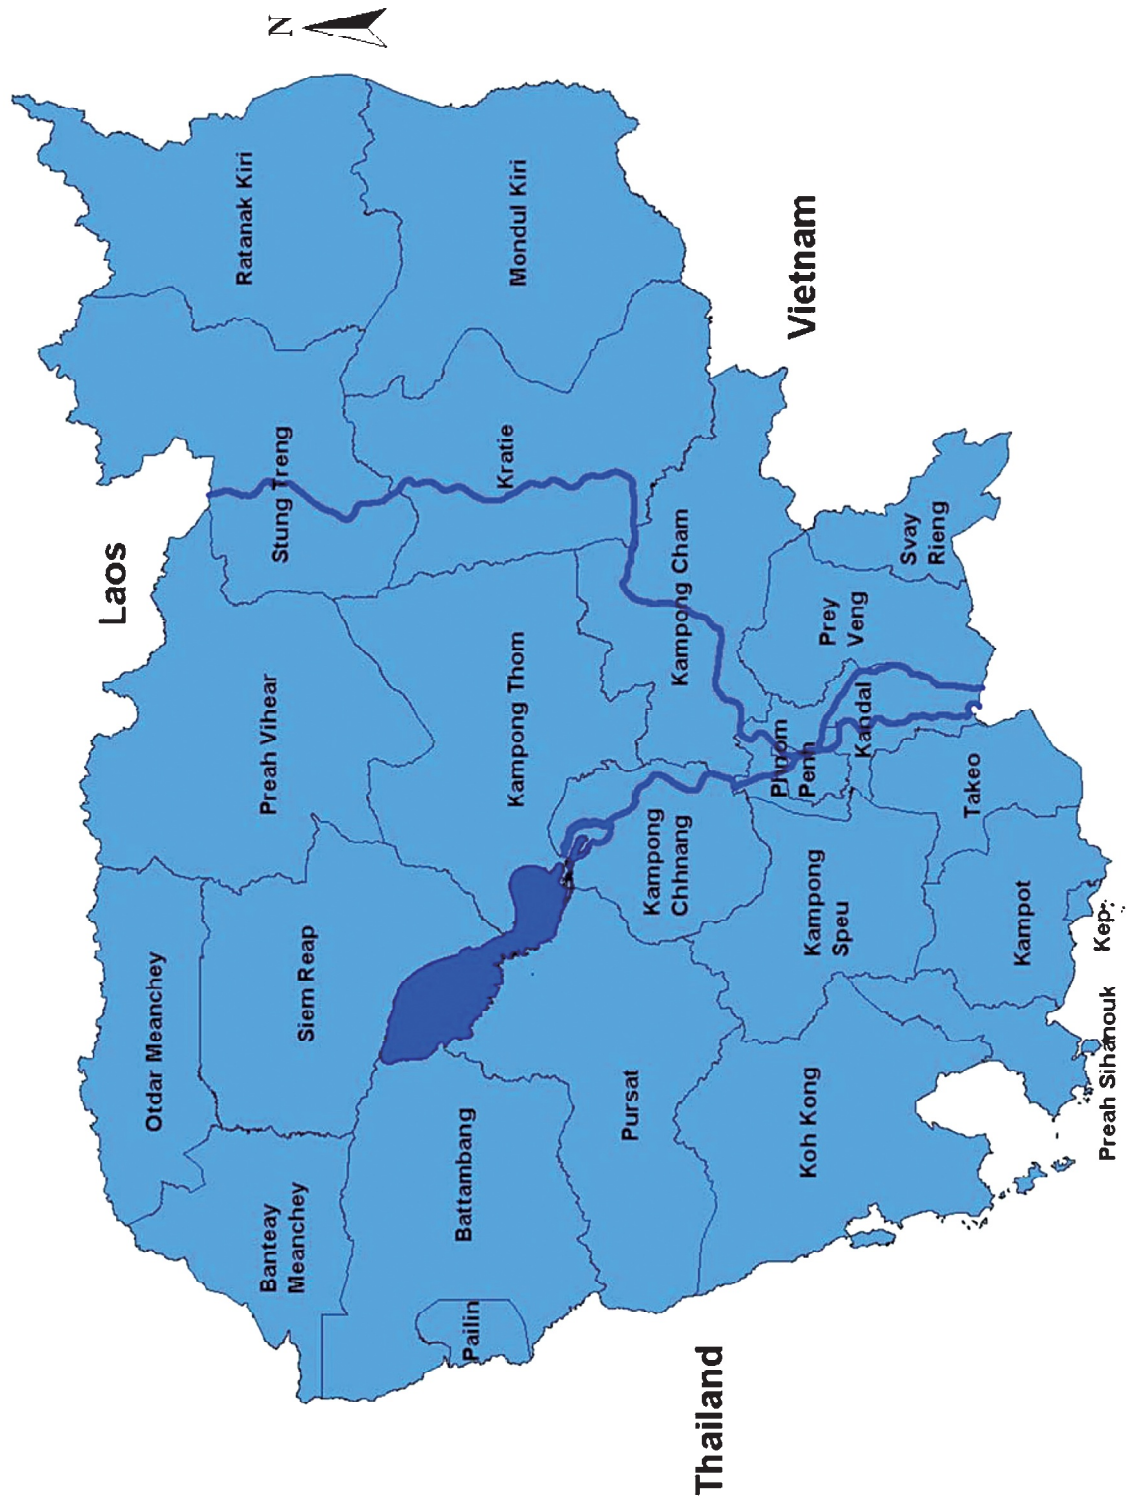 N
Laos
Ratanak Kiri
Stung Treng
Preah Vihear
Otdar Meanchey
Siem Reap
Banteay
Meanchey
Mondul Kiri
Kratie
Kampong Thom
Battambang
Pailin
Kampong Cham
Kampong
Chhnang
Pursat
Vietnam
Thailand
Phnom
Penh
Prey
Veng
Kandal
Svay
Rieng
Kampong
Speu
Koh Kong
Takeo
Kampot
Kep
Preah Sihanouk